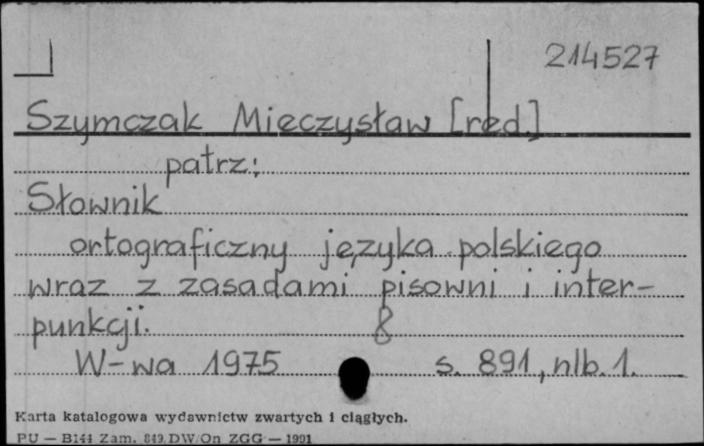 214527
Szymczak Mieczysław [red.]
patrz:
Słownik
ortograficzny języka polskiego
wraz z zasadami pisowni i inter-
punkcji. 8
W-wa 1975 s. 891, nlb. 1.
Karta katalogowa wydawnictw zwartych i ciągłych.
PU — B144 Zam. 849 DW/On ZGG — 1991